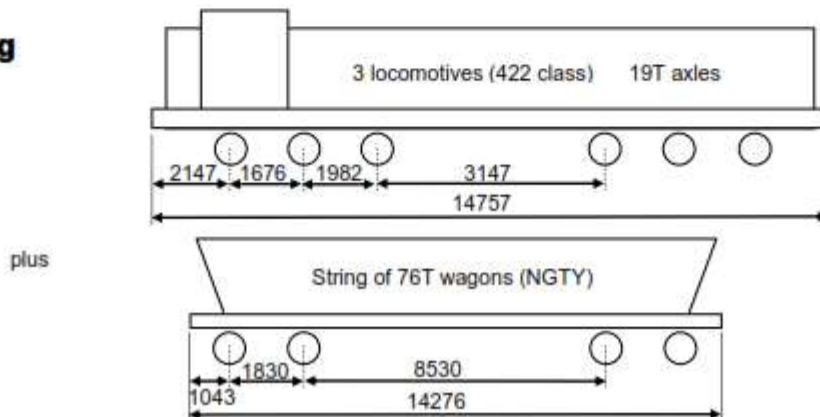 g
3 locomotives (422 class) 19T axles
2147 1676 1982 3147
14757
plus
String of 76T wagons (NGTY)
1830 8530
1043
14276